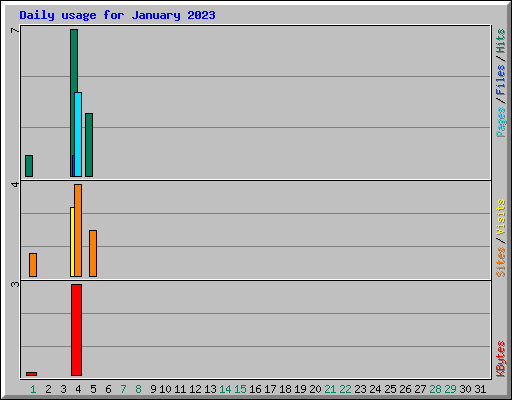 Daily usage for January 2023
7
4
3
Pages / Files / Hits
Sites / Visits
KBytes
1 2 3 4 5 6 7 8 9 10 11 12 13 14 15 16 17 18 19 20 21 22 23 24 25 26 27 28 29 30 31